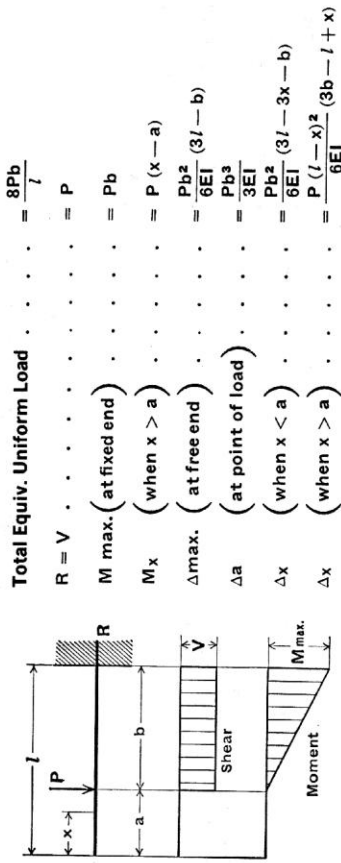 Total Equiv. Uniform Load . . . . . = 8Pb/l
R = V . . . . . . . . . . . = P
M max. ( at fixed end ) . . . . . = Pb
Mx ( when x > a ) . . . . . = P (x − a)
Δmax. ( at free end ) . . . . . = Pb²/6EI (3l − b)
Δa ( at point of load ) . . . . = Pb³/3EI
Δx ( when x < a ) . . . . . = Pb²/6EI (3l − 3x − b)
Δx ( when x > a ) . . . . . = P (l − x)²/6EI (3b − l + x)
l
P
x
R
a
b
V
Shear
M max.
Moment